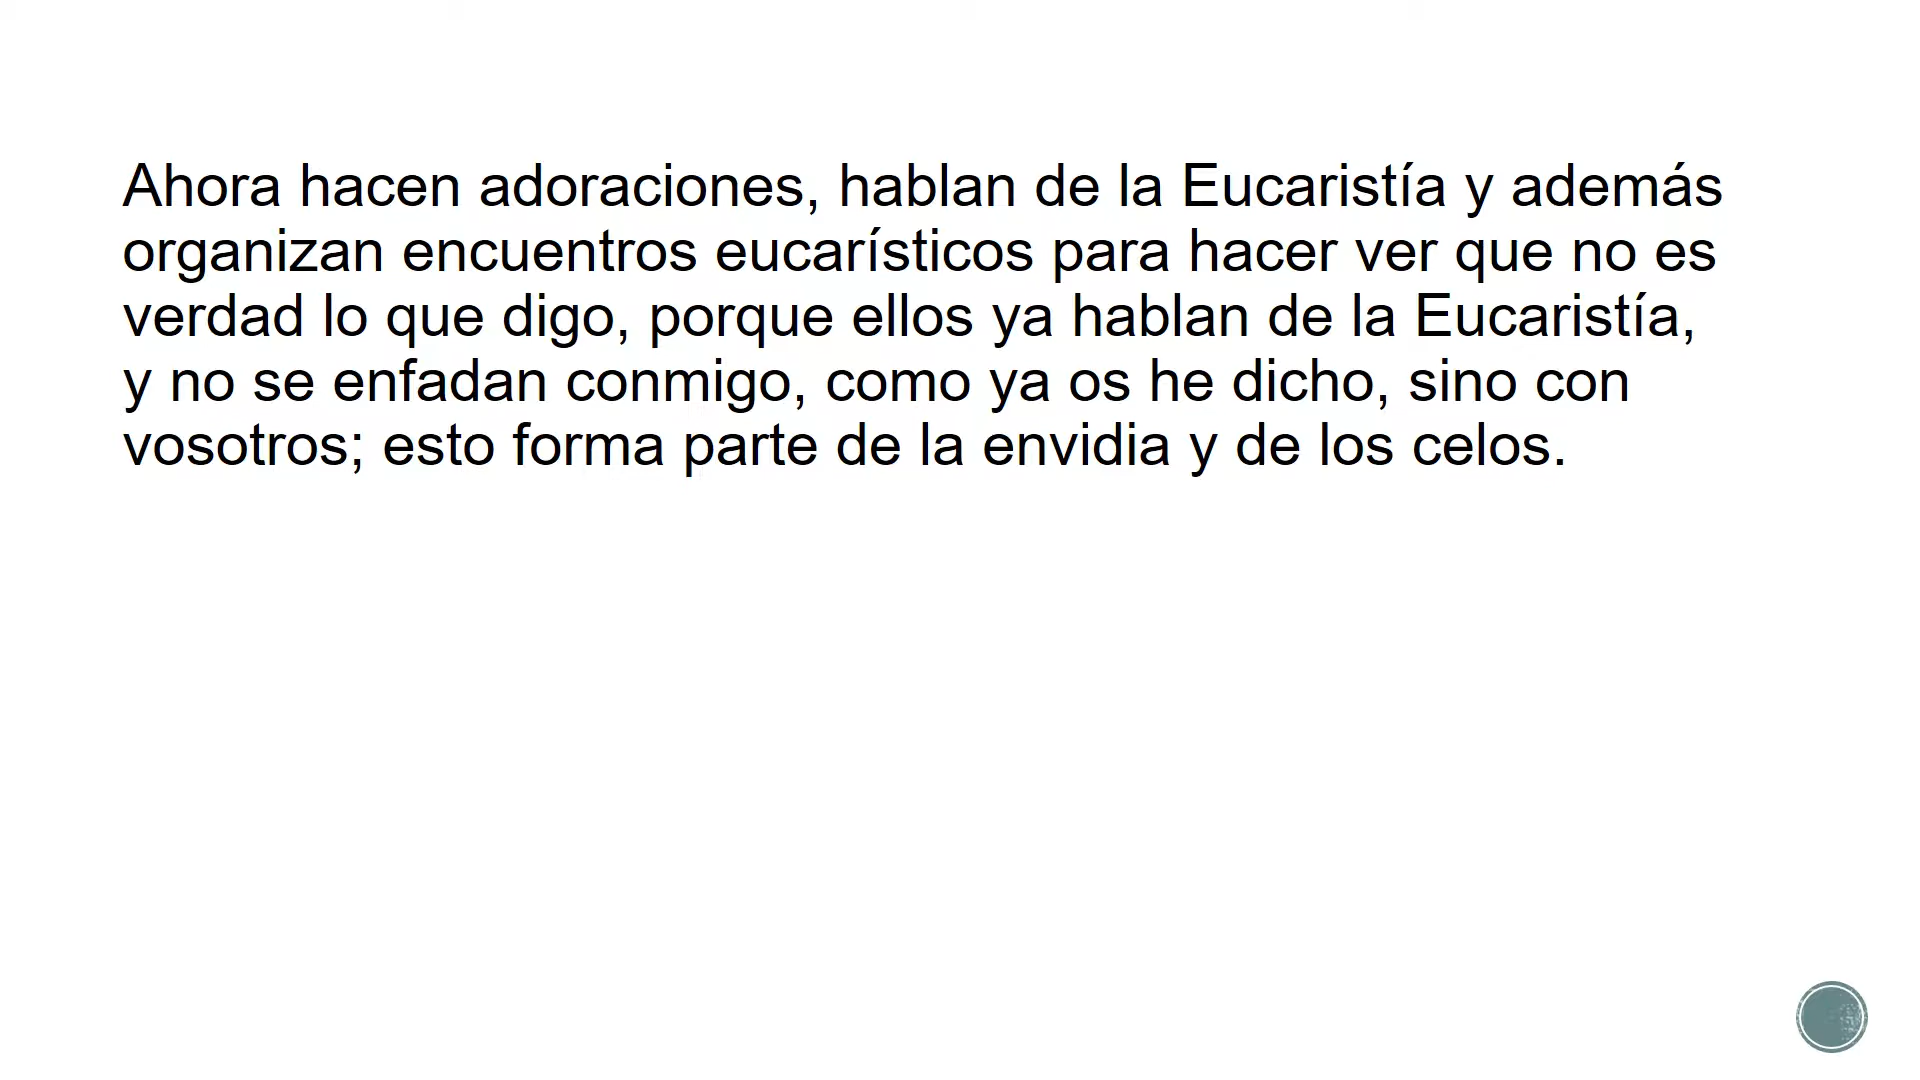 Ahora hacen adoraciones, hablan de la Eucaristía y además
organizan encuentros eucarísticos para hacer ver que no es
verdad lo que digo, porque ellos ya hablan de la Eucaristía,
y no se enfadan conmigo, como ya os he dicho, sino con
vosotros; esto forma parte de la envidia y de los celos.